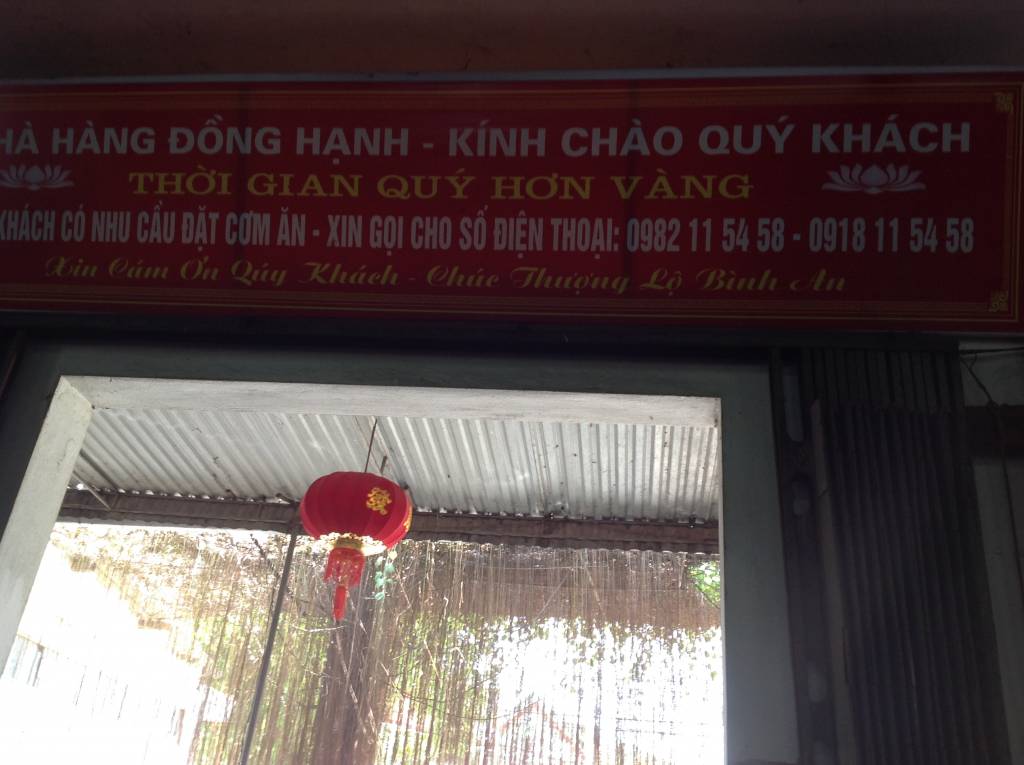 HÀ HÀNG ĐỒNG HẠNH - KÍNH CHÀO QUÝ KHÁCH
THỜI GIAN QUÝ HƠN VÀNG
KHÁCH CÓ NHU CẦU ĐẶT CƠM ĂN - XIN GỌI CHO SỐ ĐIỆN THOẠI: 0982 11 54 58 - 0918 11 54 58
Xin Cảm Ơn Qúy Khách - Chúc Thượng Lộ Bình An
發